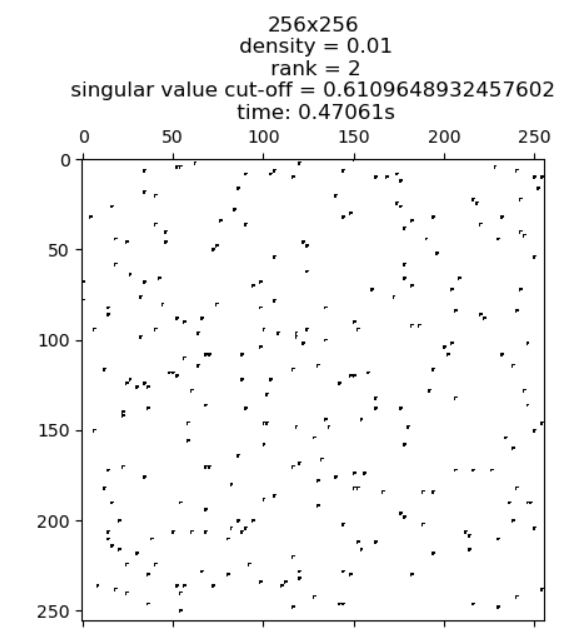 256x256
density = 0.01
rank = 2
singular value cut-off = 0.6109648932457602
time: 0.47061s
0 50 100 150 200 250
0
50
100
150
200
250